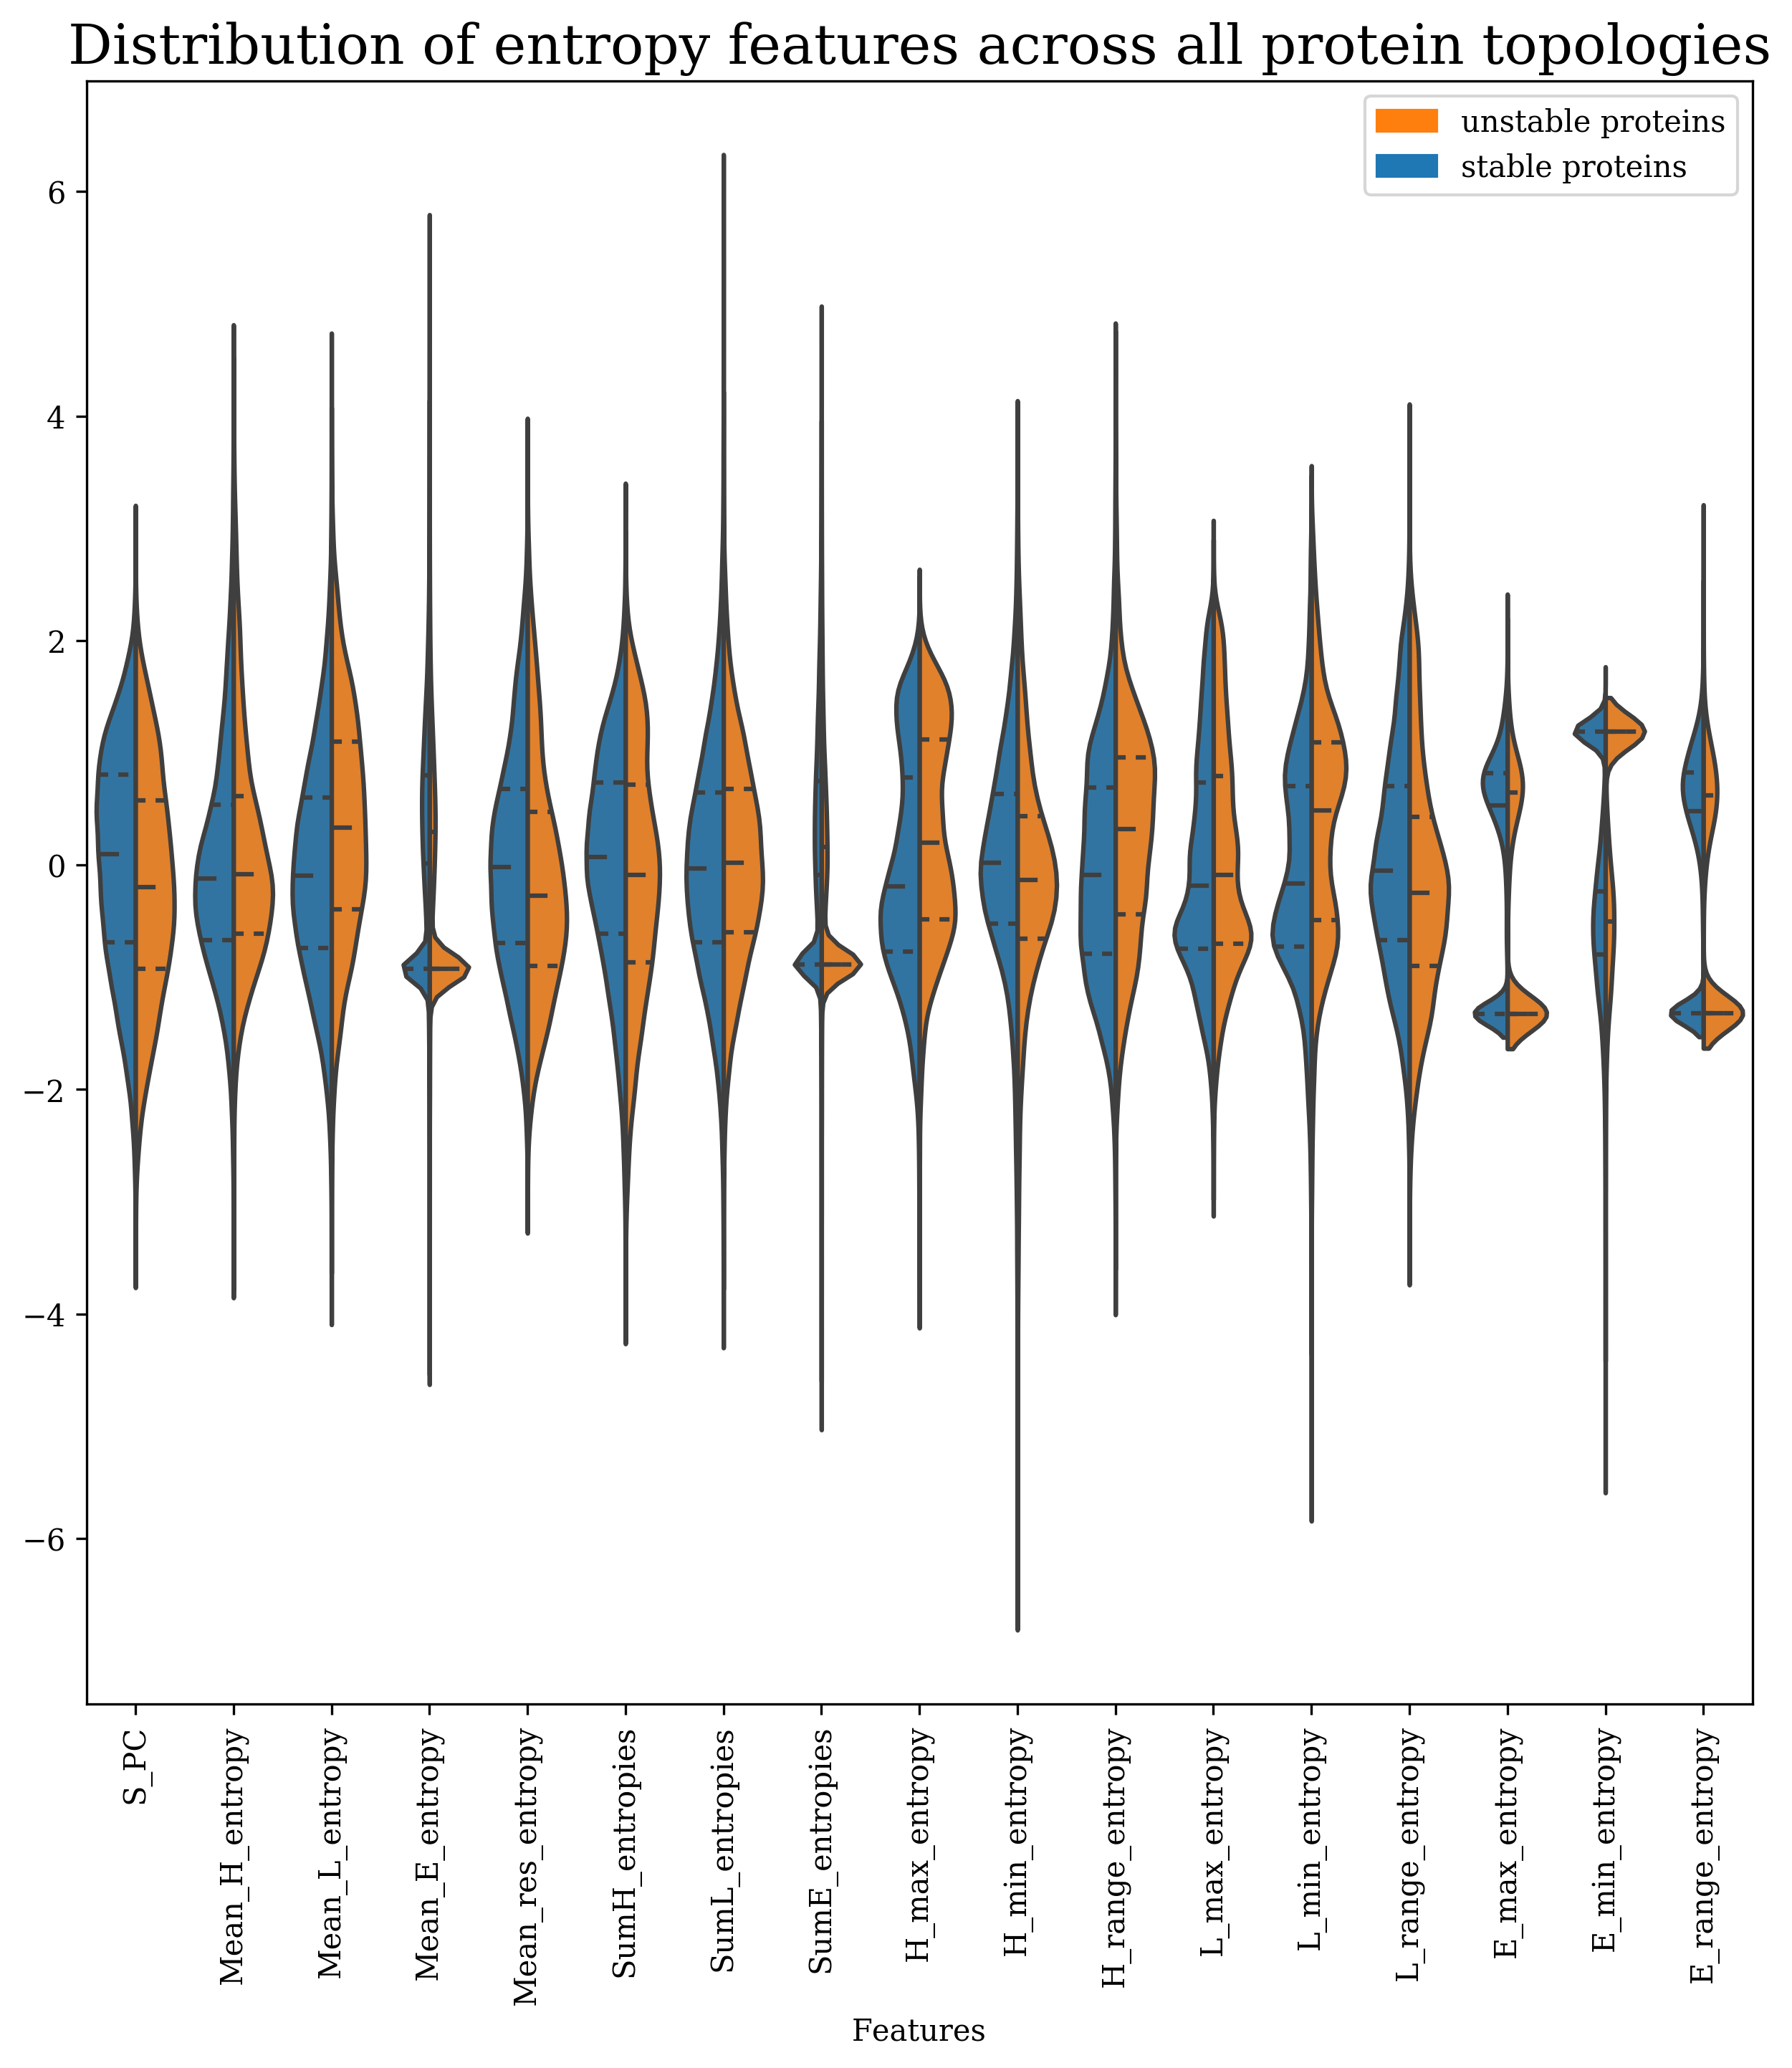 Distribution of entropy features across all protein topologies
unstable proteins
stable proteins
6
4
2
0
−2
−4
−6
S_PC
Mean_H_entropy
Mean_L_entropy
Mean_E_entropy
Mean_res_entropy
SumH_entropies
SumL_entropies
SumE_entropies
H_max_entropy
H_min_entropy
H_range_entropy
L_max_entropy
L_min_entropy
L_range_entropy
E_max_entropy
E_min_entropy
E_range_entropy
Features